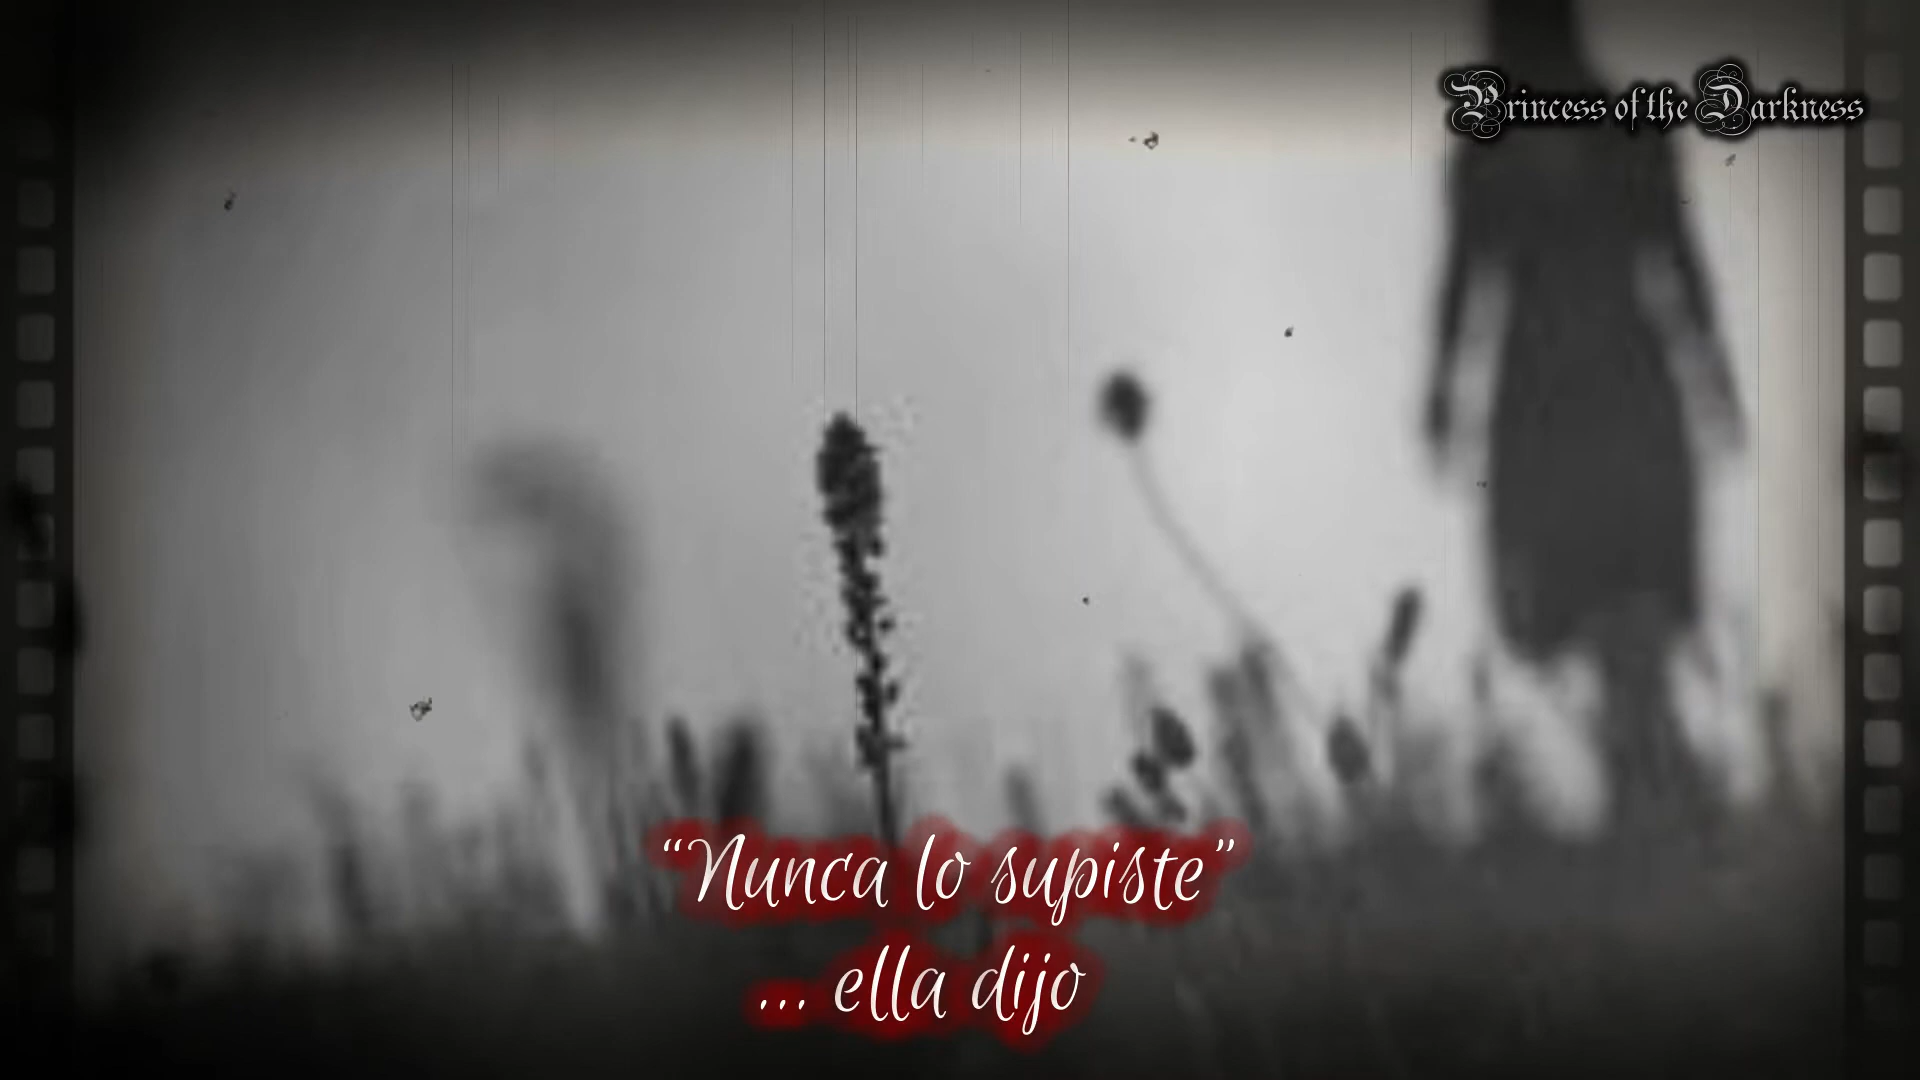 Princess of the Darkness
“Nunca lo supiste”
... ella dijo